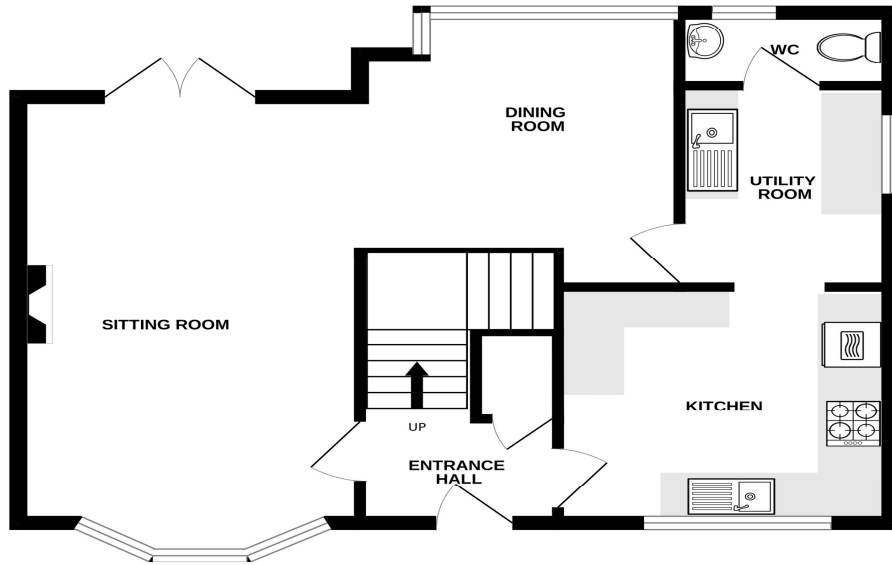 WC
DINING
ROOM
UTILITY
ROOM
SITTING ROOM
KITCHEN
UP
ENTRANCE
HALL